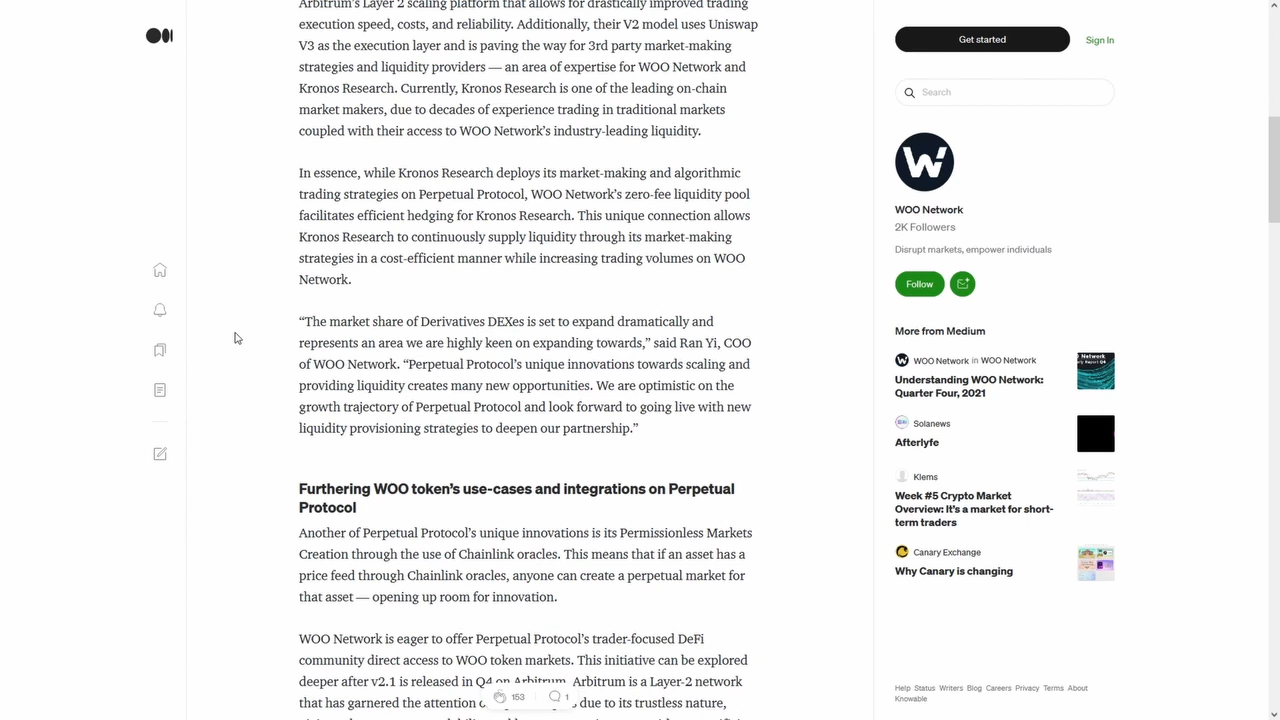 Arbitrum's Layer 2 scaling platform that allows for drastically improved trading
execution speed, costs, and reliability. Additionally, their V2 model uses Uniswap
V3 as the execution layer and is paving the way for 3rd party market-making
strategies and liquidity providers — an area of expertise for WOO Network and
Kronos Research. Currently, Kronos Research is one of the leading on-chain
market makers, due to decades of experience trading in traditional markets
coupled with their access to WOO Network's industry-leading liquidity.
In essence, while Kronos Research deploys its market-making and algorithmic
trading strategies on Perpetual Protocol, WOO Network's zero-fee liquidity pool
facilitates efficient hedging for Kronos Research. This unique connection allows
Kronos Research to continuously supply liquidity through its market-making
strategies in a cost-efficient manner while increasing trading volumes on WOO
Network.
“The market share of Derivatives DEXes is set to expand dramatically and
represents an area we are highly keen on expanding towards,” said Ran Yi, COO
of WOO Network. “Perpetual Protocol's unique innovations towards scaling and
providing liquidity creates many new opportunities. We are optimistic on the
growth trajectory of Perpetual Protocol and look forward to going live with new
liquidity provisioning strategies to deepen our partnership.”
Furthering WOO token's use-cases and integrations on Perpetual
Protocol
Another of Perpetual Protocol's unique innovations is its Permissionless Markets
Creation through the use of Chainlink oracles. This means that if an asset has a
price feed through Chainlink oracles, anyone can create a perpetual market for
that asset — opening up room for innovation.
WOO Network is eager to offer Perpetual Protocol's trader-focused DeFi
community direct access to WOO token markets. This initiative can be explored
deeper after v2.1 is released in Q4 on Arbitrum. Arbitrum is a Layer-2 network
that has garnered the attention of due to its trustless nature,
153
1
Get started
Sign In
Search
WOO Network
2K Followers
Disrupt markets, empower individuals
Follow
More from Medium
WOO Network in WOO Network
Understanding WOO Network:
Quarter Four, 2021
Solanews
Afterlyfe
Klems
Week #5 Crypto Market
Overview: It's a market for short-
term traders
Canary Exchange
Why Canary is changing
Help Status Writers Blog Careers Privacy Terms About
Knowable